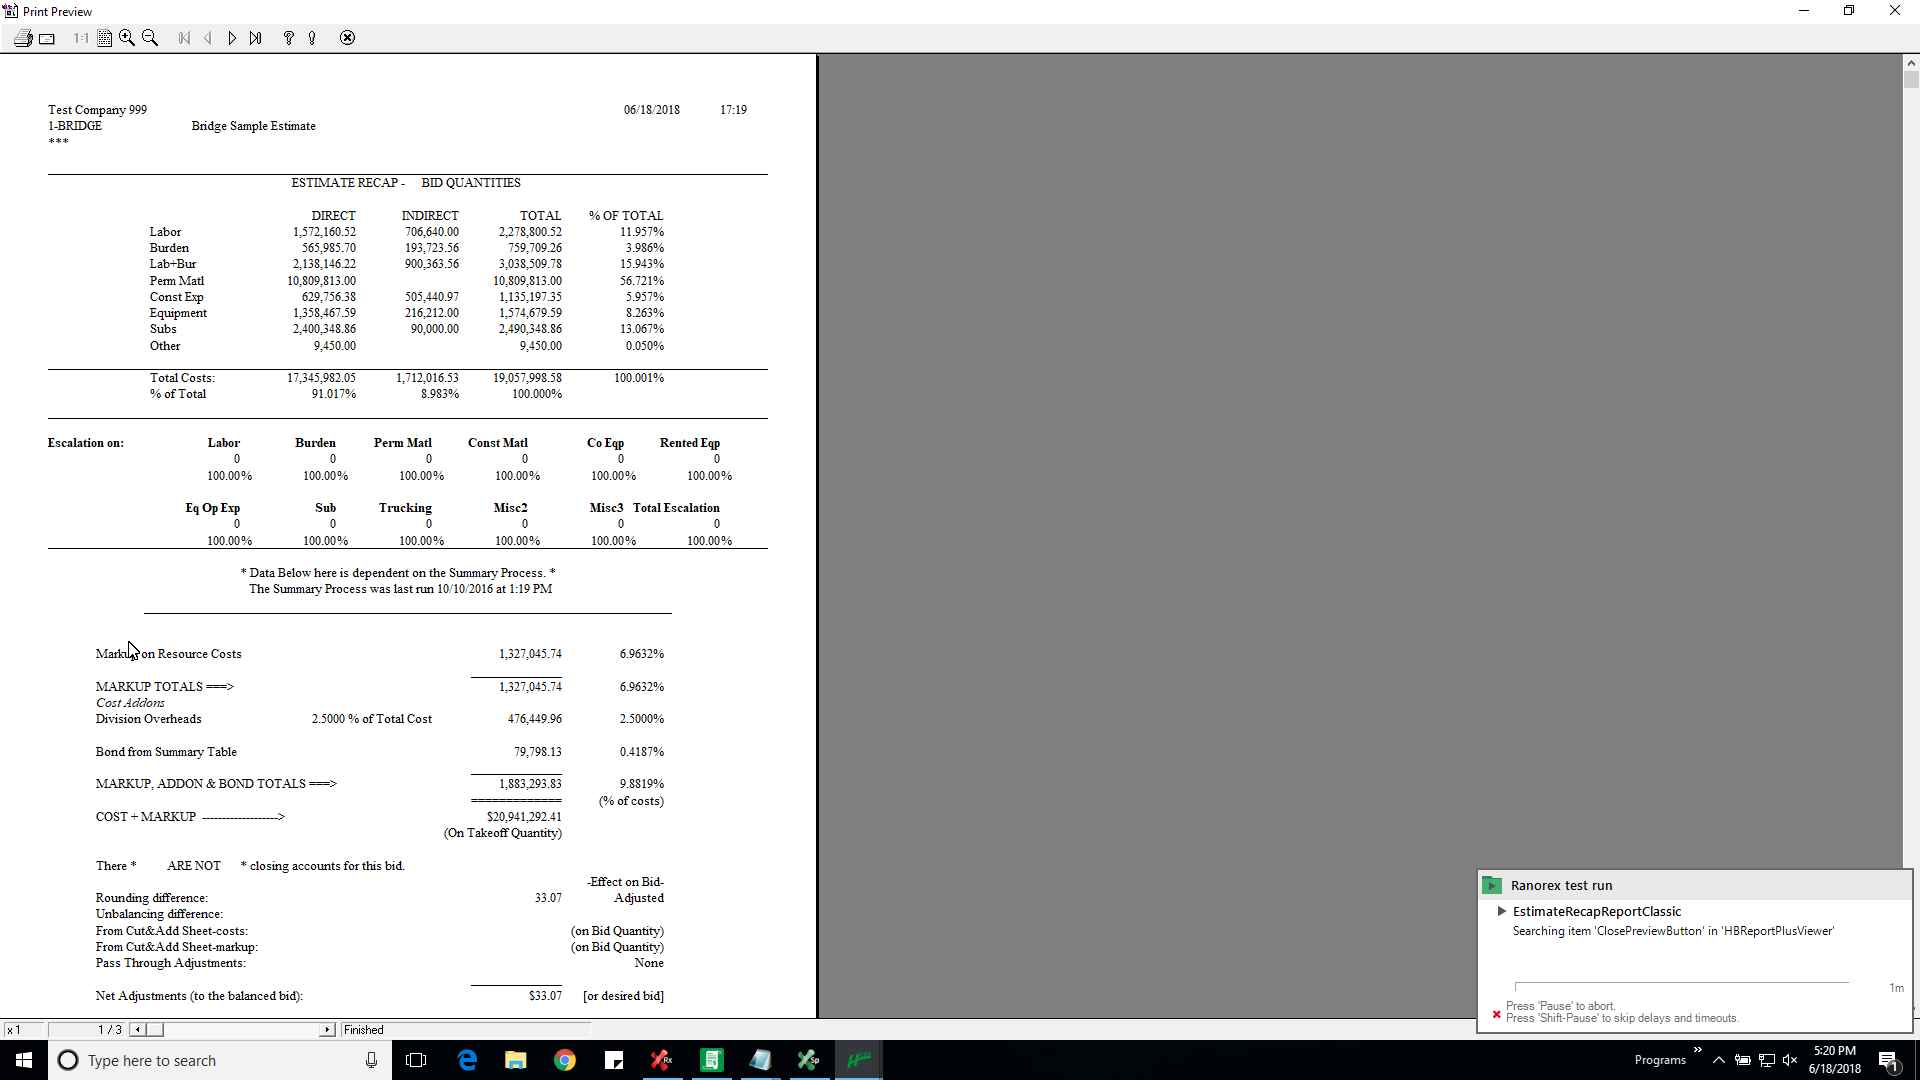 Print Preview
1:1
Test Company 999 06/18/2018 17:19
1-BRIDGE Bridge Sample Estimate
***
ESTIMATE RECAP - BID QUANTITIES
DIRECT INDIRECT TOTAL % OF TOTAL
Labor 1,572,160.52 706,640.00 2,278,800.52 11.957%
Burden 565,985.70 193,723.56 759,709.26 3.986%
Lab+Bur 2,138,146.22 900,363.56 3,038,509.78 15.943%
Perm Matl 10,809,813.00 10,809,813.00 56.721%
Const Exp 629,756.38 505,440.97 1,135,197.35 5.957%
Equipment 1,358,467.59 216,212.00 1,574,679.59 8.263%
Subs 2,400,348.86 90,000.00 2,490,348.86 13.067%
Other 9,450.00 9,450.00 0.050%
Total Costs: 17,345,982.05 1,712,016.53 19,057,998.58 100.001%
% of Total 91.017% 8.983% 100.000%
Escalation on: Labor Burden Perm Matl Const Matl Co Eqp Rented Eqp
0 0 0 0 0 0
100.00% 100.00% 100.00% 100.00% 100.00% 100.00%
Eq Op Exp Sub Trucking Misc2 Misc3 Total Escalation
0 0 0 0 0 0
100.00% 100.00% 100.00% 100.00% 100.00% 100.00%
* Data Below here is dependent on the Summary Process. *
The Summary Process was last run 10/10/2016 at 1:19 PM
Markup on Resource Costs 1,327,045.74 6.9632%
MARKUP TOTALS ===> 1,327,045.74 6.9632%
Cost Addons
Division Overheads 2.5000 % of Total Cost 476,449.96 2.5000%
Bond from Summary Table 79,798.13 0.4187%
MARKUP, ADDON & BOND TOTALS ===> 1,883,293.83 9.8819%
============= (% of costs)
COST + MARKUP -------------------> $20,941,292.41
(On Takeoff Quantity)
There * ARE NOT * closing accounts for this bid.
-Effect on Bid-
Rounding difference: 33.07 Adjusted
Unbalancing difference:
From Cut&Add Sheet-costs: (on Bid Quantity)
From Cut&Add Sheet-markup: (on Bid Quantity)
Pass Through Adjustments: None
Net Adjustments (to the balanced bid): $33.07 [or desired bid]
Ranorex test run
EstimateRecapReportClassic
Searching item 'ClosePreviewButton' in 'HBReportPlusViewer'
1m
Press 'Pause' to abort.
Press 'Shift-Pause' to skip delays and timeouts.
x 1 1 / 3 Finished
Type here to search
Rx
Sp
Programs
5:20 PM
6/18/2018
1